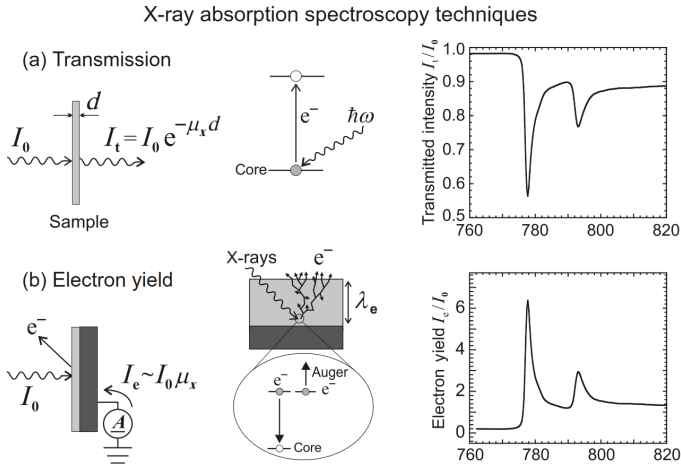 X-ray absorption spectroscopy techniques
(a) Transmission
d
I₀
Iₜ = I₀ e^{−μₓd}
Sample
e⁻
ħω
Core
Transmitted intensity Iₜ/I₀
1.0
0.9
0.8
0.7
0.6
0.5
760
780
800
820
(b) Electron yield
e⁻
I₀
Iₑ~I₀μₓ
A
X-rays
e⁻
λₑ
Auger
e⁻
e⁻
Core
Electron yield Iₑ/I₀
6
4
2
0
760
780
800
820